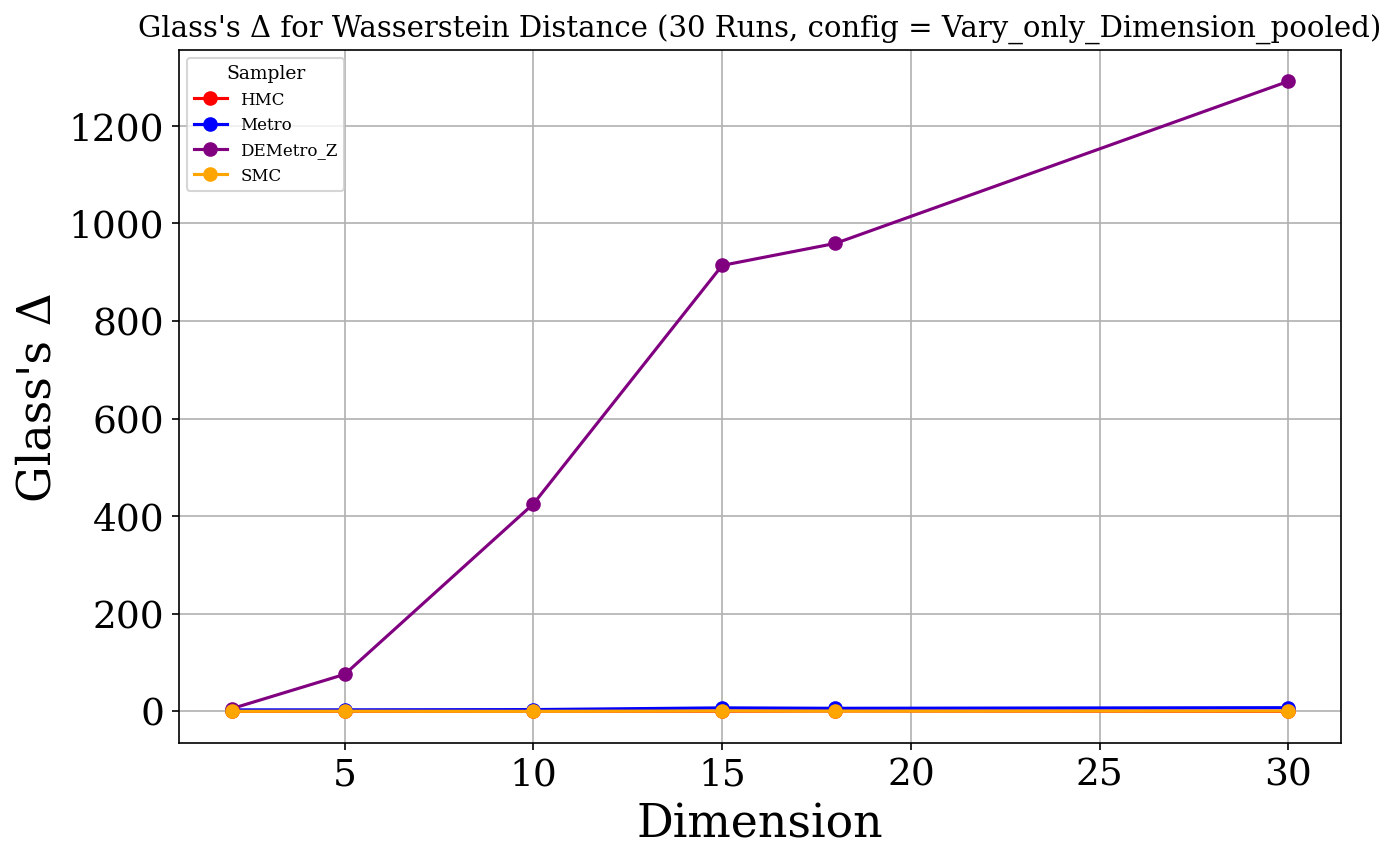 Glass's Δ for Wasserstein Distance (30 Runs, config = Vary_only_Dimension_pooled)
Sampler
HMC
Metro
DEMetro_Z
SMC
Glass's Δ
1200
1000
800
600
400
200
0
5 10 15 20 25 30
Dimension